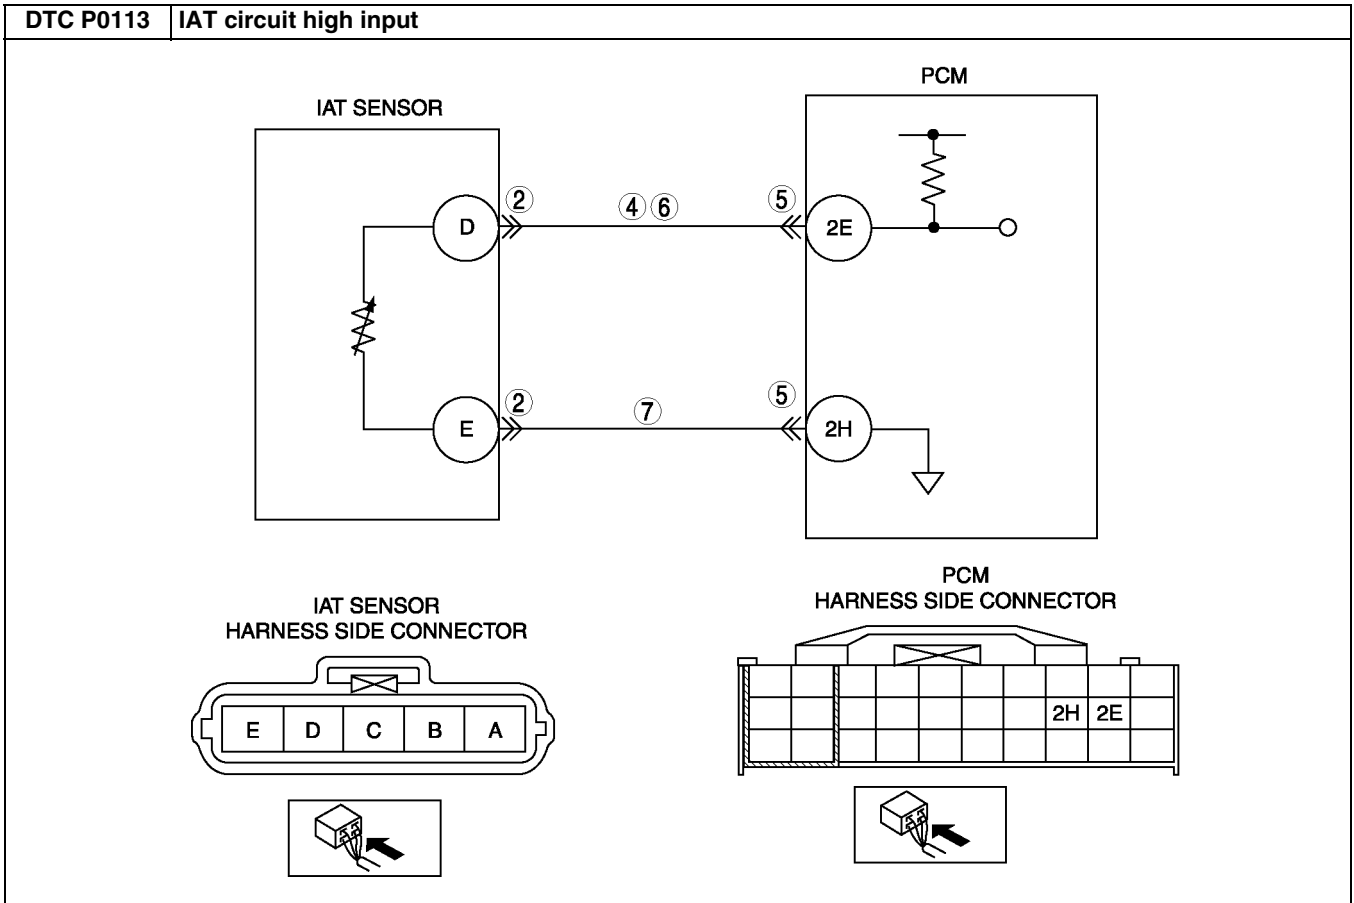 DTC P0113 IAT circuit high input
PCM
IAT SENSOR
② ④ ⑥ ⑤
D 2E
② ⑦ ⑤
E 2H
PCM
HARNESS SIDE CONNECTOR
IAT SENSOR
HARNESS SIDE CONNECTOR
E D C B A
2H 2E